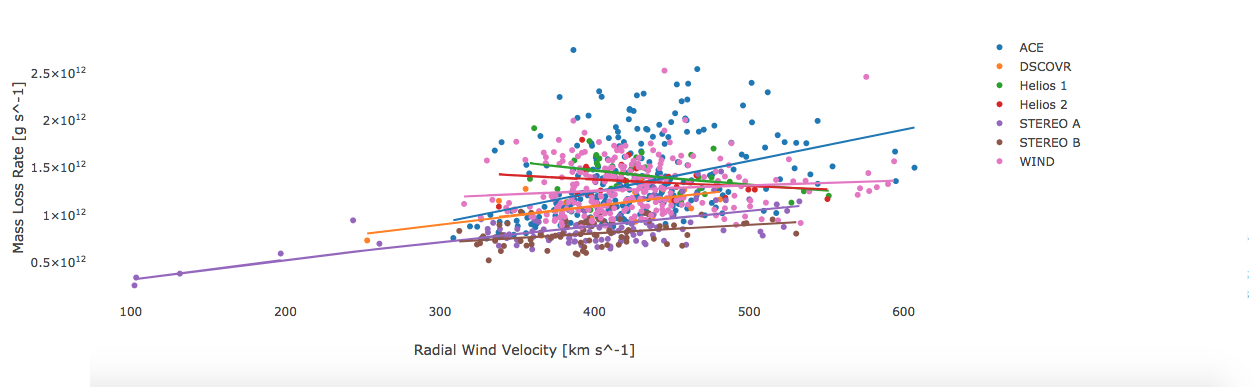 Mass Loss Rate [g s^-1]
2.5×10¹²
2×10¹²
1.5×10¹²
1×10¹²
0.5×10¹²
100 200 300 400 500 600
Radial Wind Velocity [km s^-1]
ACE
DSCOVR
Helios 1
Helios 2
STEREO A
STEREO B
WIND